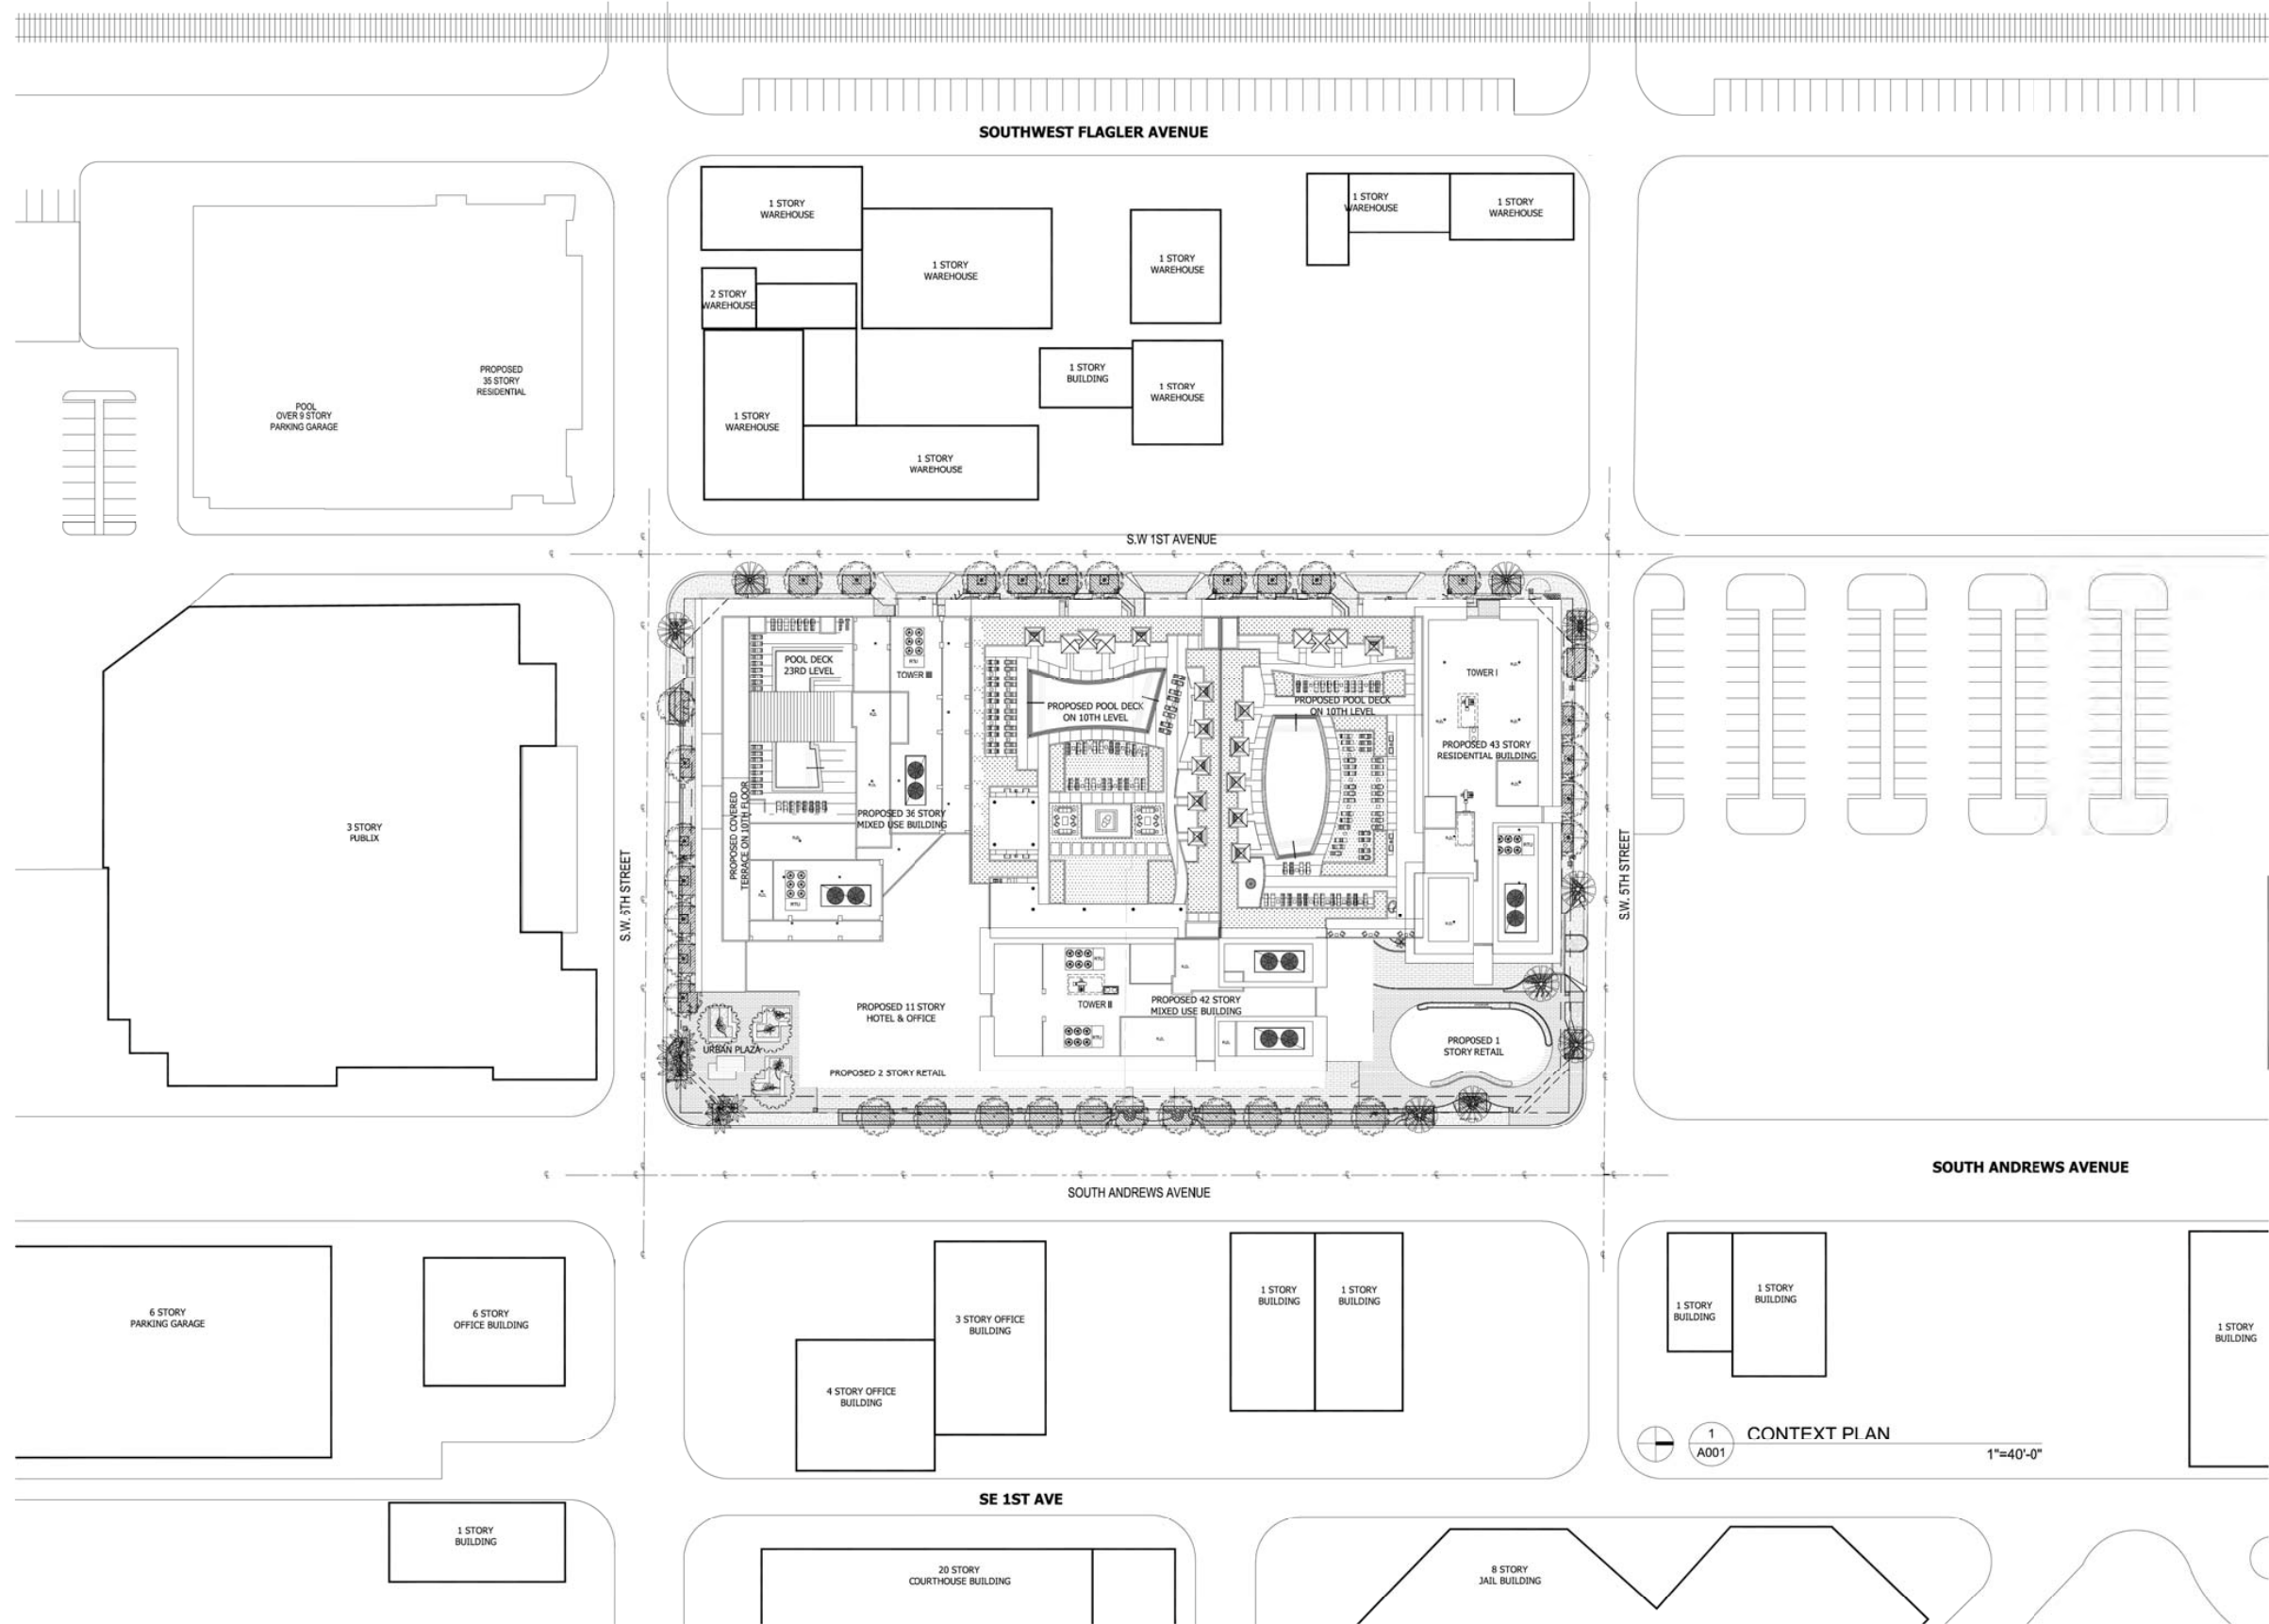 SOUTHWEST FLAGLER AVENUE
1 STORY
WAREHOUSE
1 STORY
WAREHOUSE
1 STORY
WAREHOUSE
1 STORY
WAREHOUSE
1 STORY
WAREHOUSE
1 STORY
WAREHOUSE
2 STORY
WAREHOUSE
PROPOSED
35 STORY
RESIDENTIAL
POOL
OVER 9 STORY
PARKING GARAGE
1 STORY
BUILDING
1 STORY
WAREHOUSE
1 STORY
WAREHOUSE
1 STORY
WAREHOUSE
S.W 1ST AVENUE
POOL DECK
23RD LEVEL
TOWER III
RTU
PROPOSED POOL DECK
ON 10TH LEVEL
PROPOSED POOL DECK
ON 10TH LEVEL
TOWER I
PROPOSED 43 STORY
RESIDENTIAL BUILDING
3 STORY
PUBLIX
S.W. 5TH STREET
PROPOSED COVERED
TERRACE ON 10TH FLOOR
PROPOSED 36 STORY
MIXED USE BUILDING
RTU
RTU
S.W. 5TH STREET
PROPOSED 11 STORY
HOTEL & OFFICE
RTU
TOWER II
RTU
PROPOSED 42 STORY
MIXED USE BUILDING
URBAN PLAZA
PROPOSED 2 STORY RETAIL
PROPOSED 1
STORY RETAIL
SOUTH ANDREWS AVENUE
SOUTH ANDREWS AVENUE
6 STORY
PARKING GARAGE
6 STORY
OFFICE BUILDING
3 STORY OFFICE
BUILDING
4 STORY OFFICE
BUILDING
1 STORY
BUILDING
1 STORY
BUILDING
1 STORY
BUILDING
1 STORY
BUILDING
1 STORY
BUILDING
1
A001
CONTEXT PLAN
1"=40'-0"
SE 1ST AVE
1 STORY
BUILDING
20 STORY
COURTHOUSE BUILDING
8 STORY
JAIL BUILDING